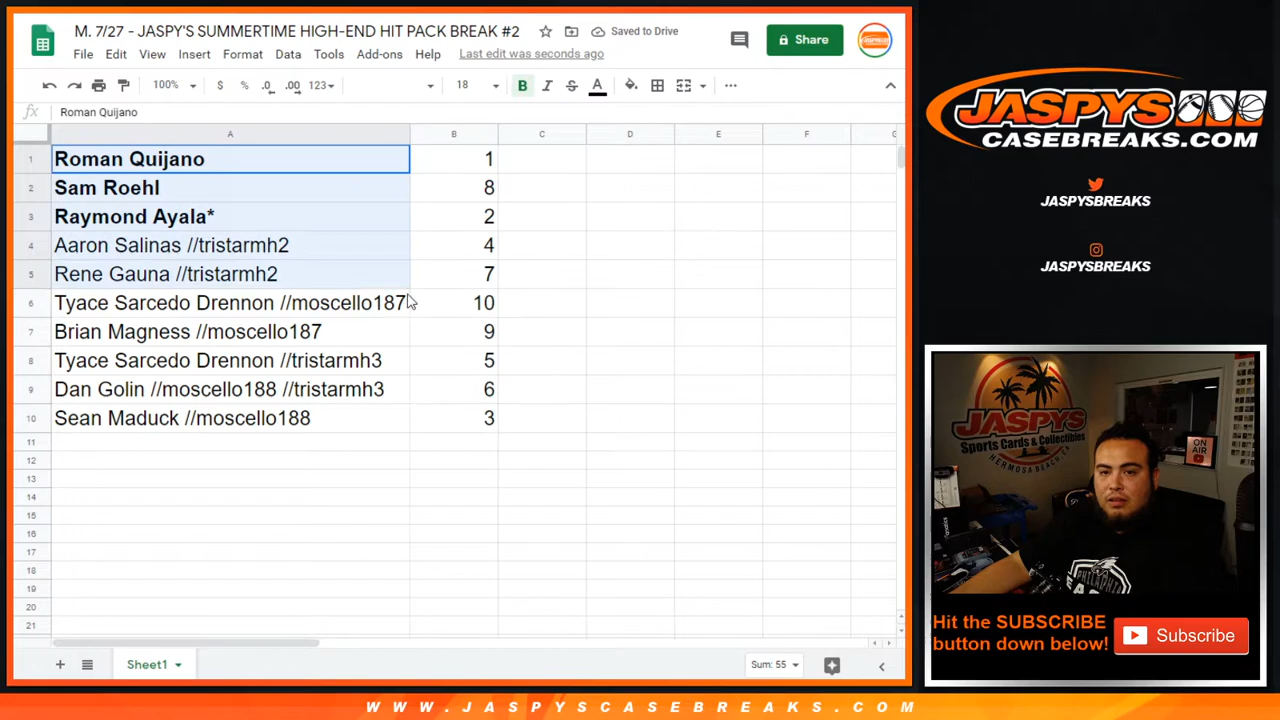 M. 7/27 - JASPY'S SUMMERTIME HIGH-END HIT PACK BREAK #2
Saved to Drive
Share
File Edit View Insert Format Data Tools Add-ons Help Last edit was seconds ago
100% $ % .0 .00 123 18 B I S A
fx Roman Quijano
A B C D E F G
1 Roman Quijano 1
2 Sam Roehl 8
3 Raymond Ayala* 2
4 Aaron Salinas //tristarmh2 4
5 Rene Gauna //tristarmh2 7
6 Tyace Sarcedo Drennon //moscello187 10
7 Brian Magness //moscello187 9
8 Tyace Sarcedo Drennon //tristarmh3 5
9 Dan Golin //moscello188 //tristarmh3 6
10 Sean Maduck //moscello188 3
11
12
13
14
15
16
17
18
19
20
21
Sheet1
Sum: 55
JASPYS
CASEBREAKS.COM
JASPYSBREAKS
JASPYSBREAKS
JASPYS
Sports Cards & Collectibles
HERMOSA BEACH, CA
ON AIR
PHILADELPHIA
Hit the SUBSCRIBE
button down below!
Subscribe
WWW.JASPYSCASEBREAKS.COM